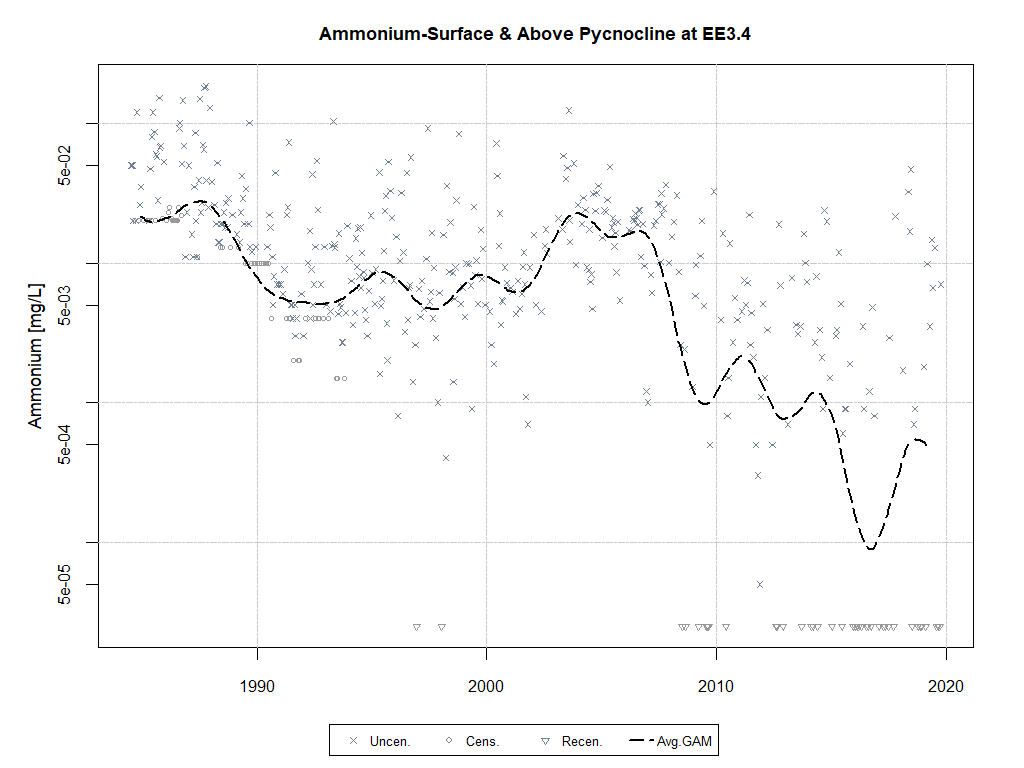 Ammonium-Surface & Above Pycnocline at EE3.4
Ammonium [mg/L]
5e-02
5e-03
5e-04
5e-05
1990 2000 2010 2020
Uncen. Cens. Recen. Avg.GAM